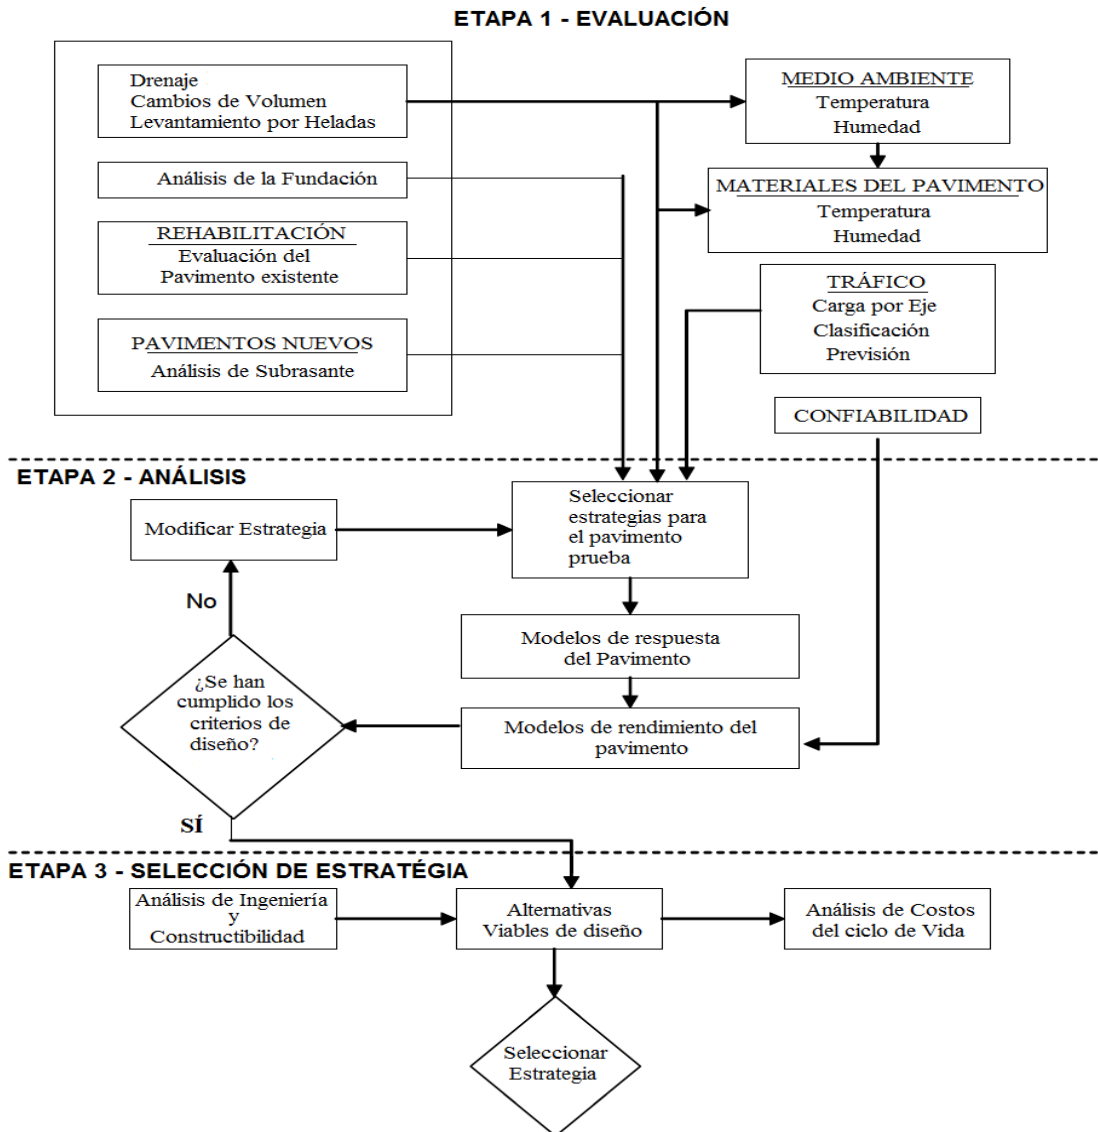 ETAPA 1 - EVALUACIÓN
Drenaje
Cambios de Volumen
Levantamiento por Heladas
Análisis de la Fundación
REHABILITACIÓN
Evaluación del
Pavimento existente
PAVIMENTOS NUEVOS
Análisis de Subrasante
MEDIO AMBIENTE
Temperatura
Humedad
MATERIALES DEL PAVIMENTO
Temperatura
Humedad
TRÁFICO
Carga por Eje
Clasificación
Previsión
CONFIABILIDAD
ETAPA 2 - ANÁLISIS
Modificar Estrategia
Seleccionar
estrategias para
el pavimento
prueba
No
Modelos de respuesta
del Pavimento
¿Se han
cumplido los
criterios de
diseño?
Modelos de rendimiento del
pavimento
SÍ
ETAPA 3 - SELECCIÓN DE ESTRATÉGIA
Análisis de Ingeniería
y
Constructibilidad
Alternativas
Viables de diseño
Análisis de Costos
del ciclo de Vida
Seleccionar
Estrategia